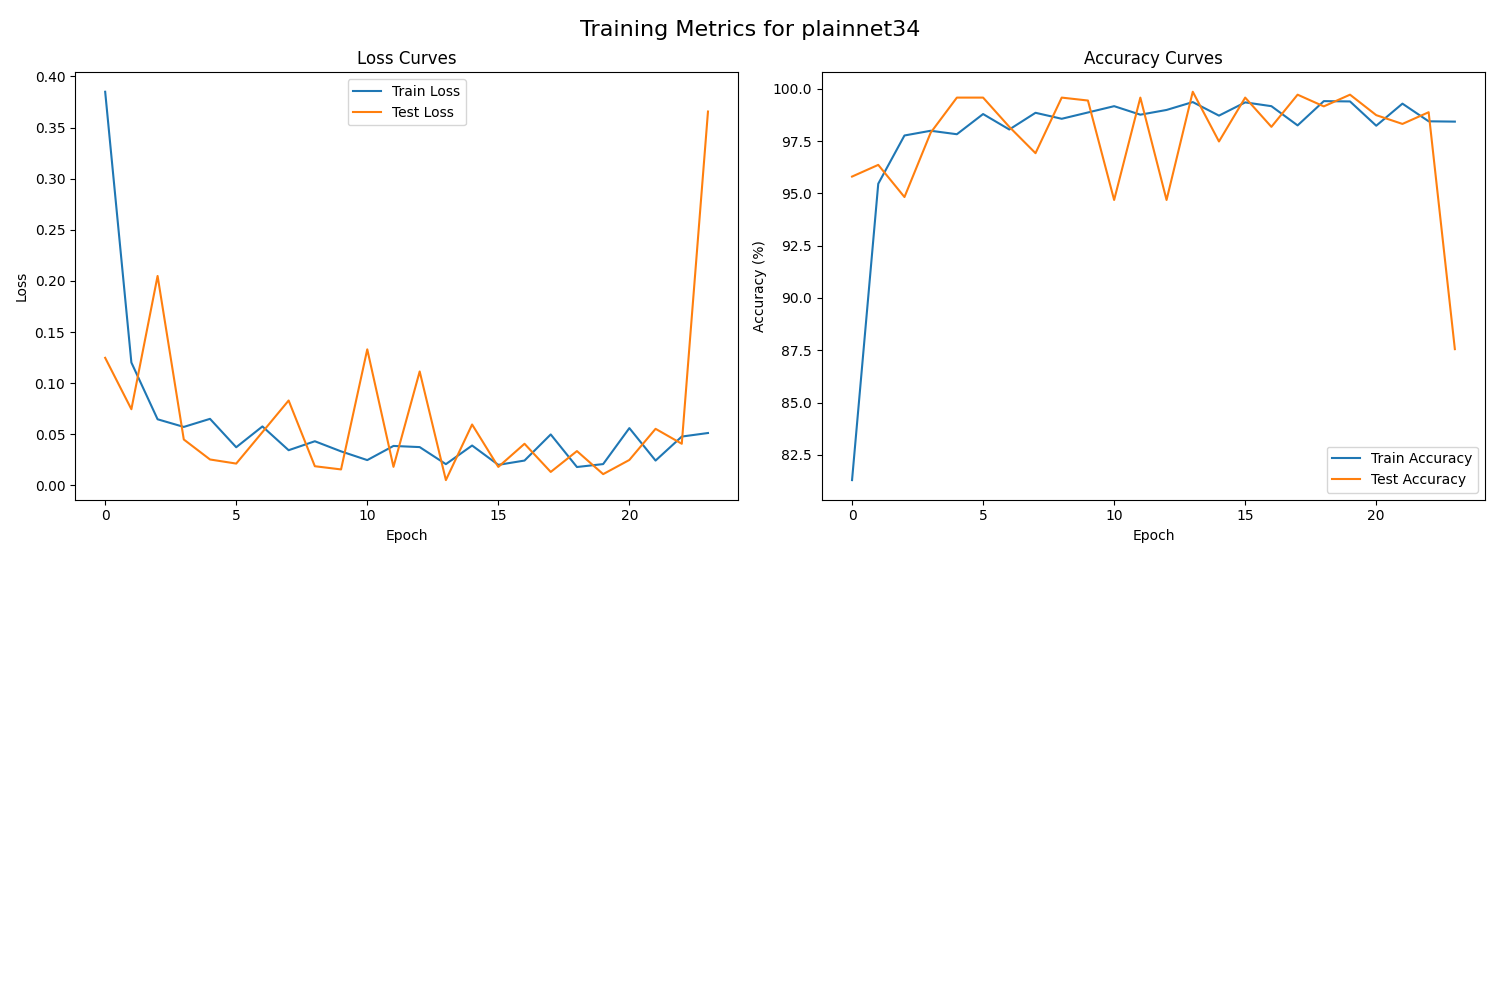 Training Metrics for plainnet34
Loss Curves
0.40
0.35
0.30
0.25
0.20
0.15
0.10
0.05
0.00
Loss
Train Loss
Test Loss
0 5 10 15 20
Epoch
Accuracy Curves
100.0
97.5
95.0
92.5
90.0
87.5
85.0
82.5
Accuracy (%)
Train Accuracy
Test Accuracy
0 5 10 15 20
Epoch